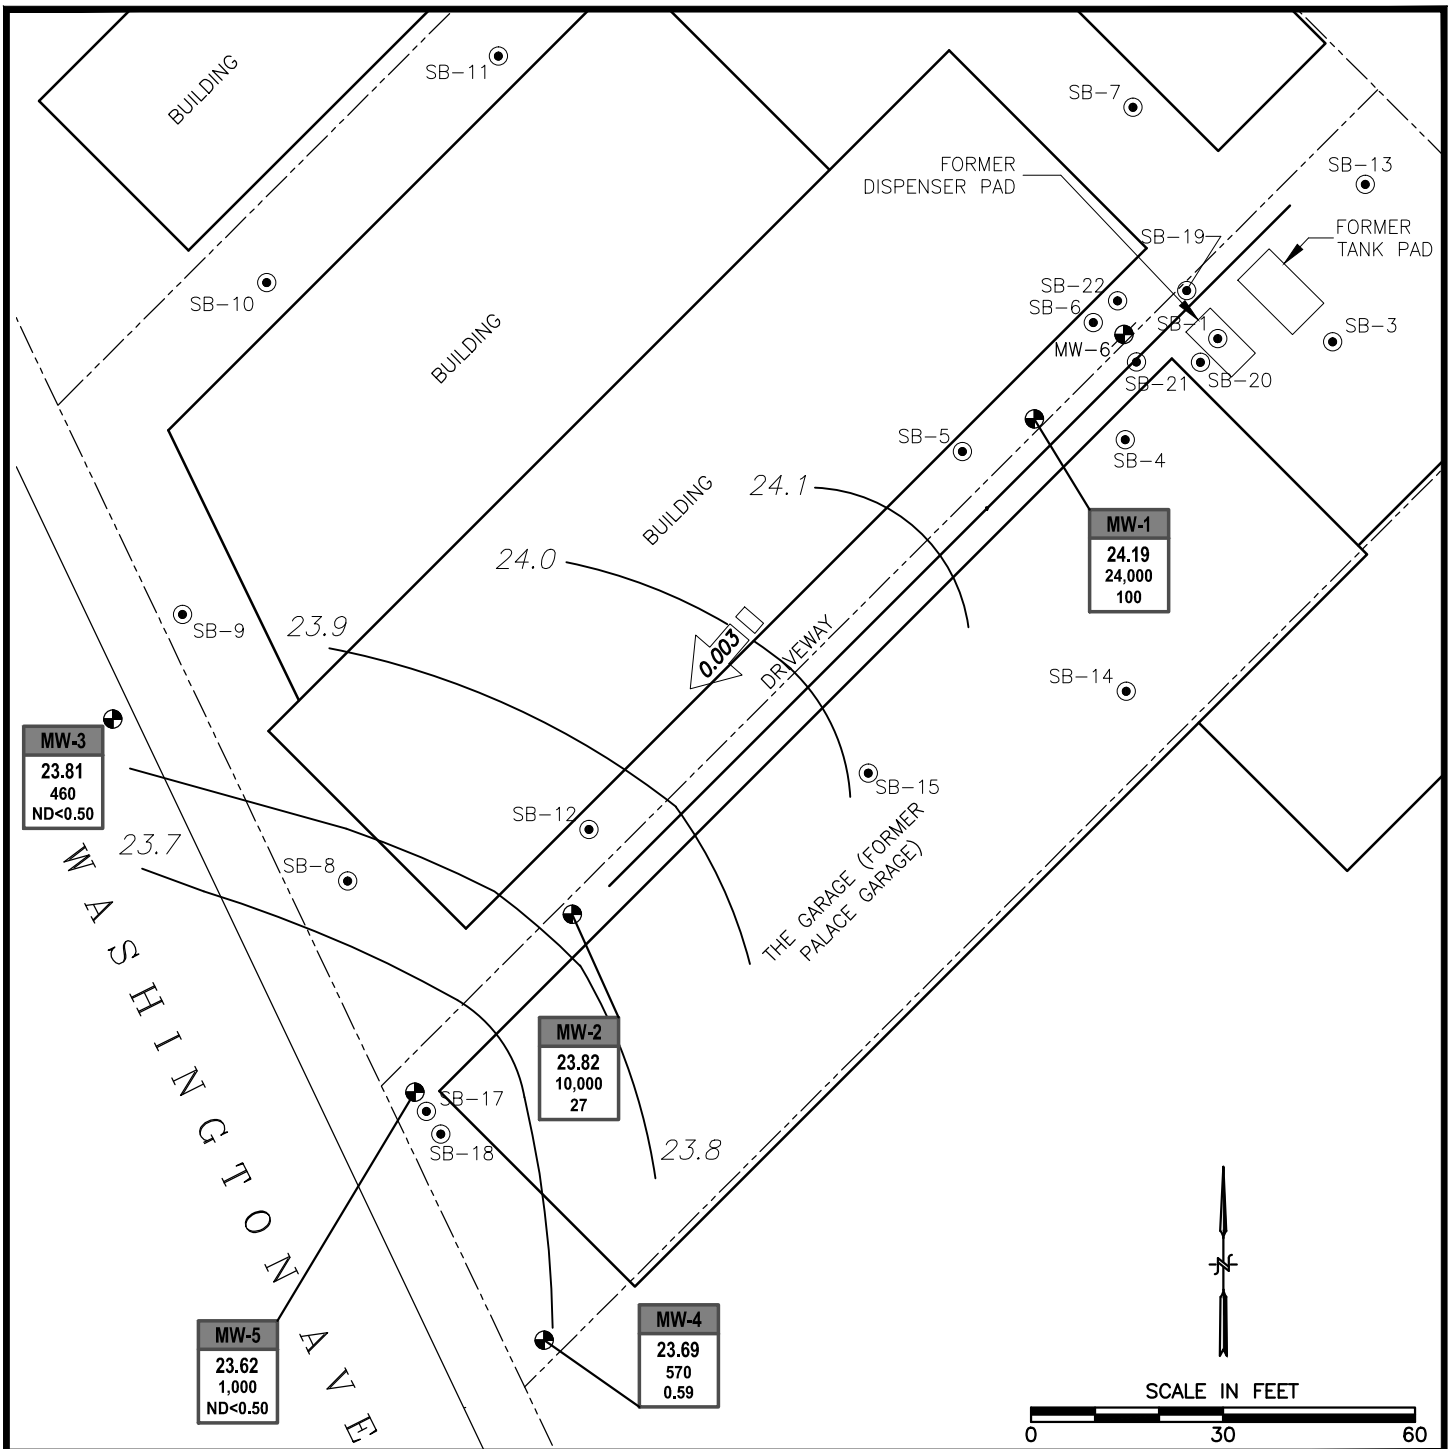 SB-11
BUILDING
SB-7
FORMER
DISPENSER PAD
SB-13
SB-19
FORMER
TANK PAD
SB-10
SB-22
SB-6
SB-1
SB-3
MW-6
SB-21
SB-20
BUILDING
SB-5
SB-4
24.1
BUILDING
MW-1
24.19
24,000
100
24.0
SB-9
23.9
0.003
DRIVEWAY
SB-14
MW-3
23.81
460
ND<0.50
SB-15
SB-12
23.7
SB-8
THE GARAGE (FORMER
PALACE GARAGE)
WASHINGTON AVE
MW-2
23.82
10,000
27
SB-17
SB-18
23.8
MW-5
23.62
1,000
ND<0.50
MW-4
23.69
570
0.59
N
SCALE IN FEET
0 30 60